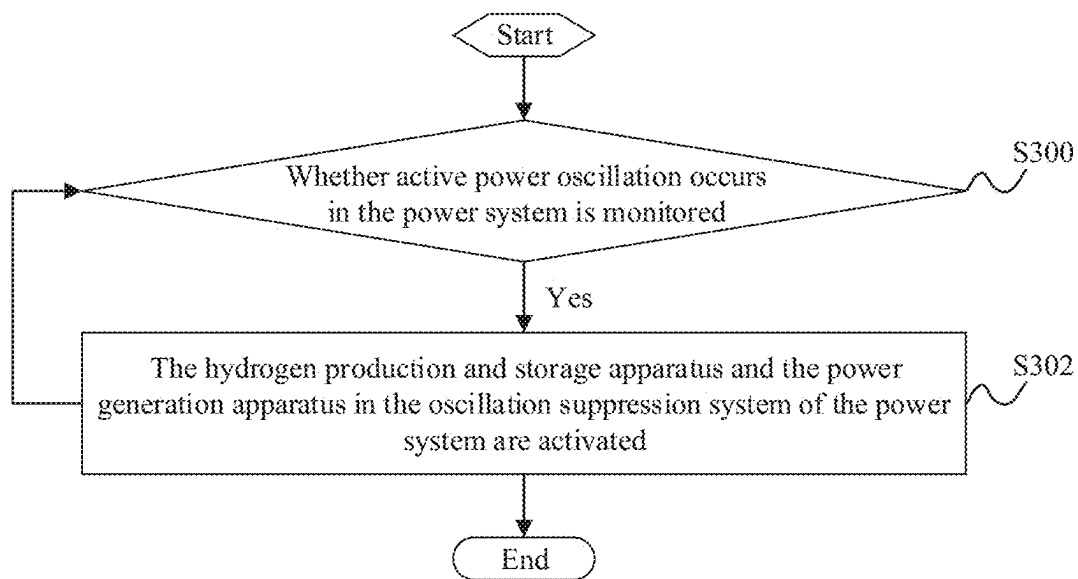 Start
S300
Whether active power oscillation occurs
in the power system is monitored
Yes
S302
The hydrogen production and storage apparatus and the power
generation apparatus in the oscillation suppression system of the power
system are activated
End